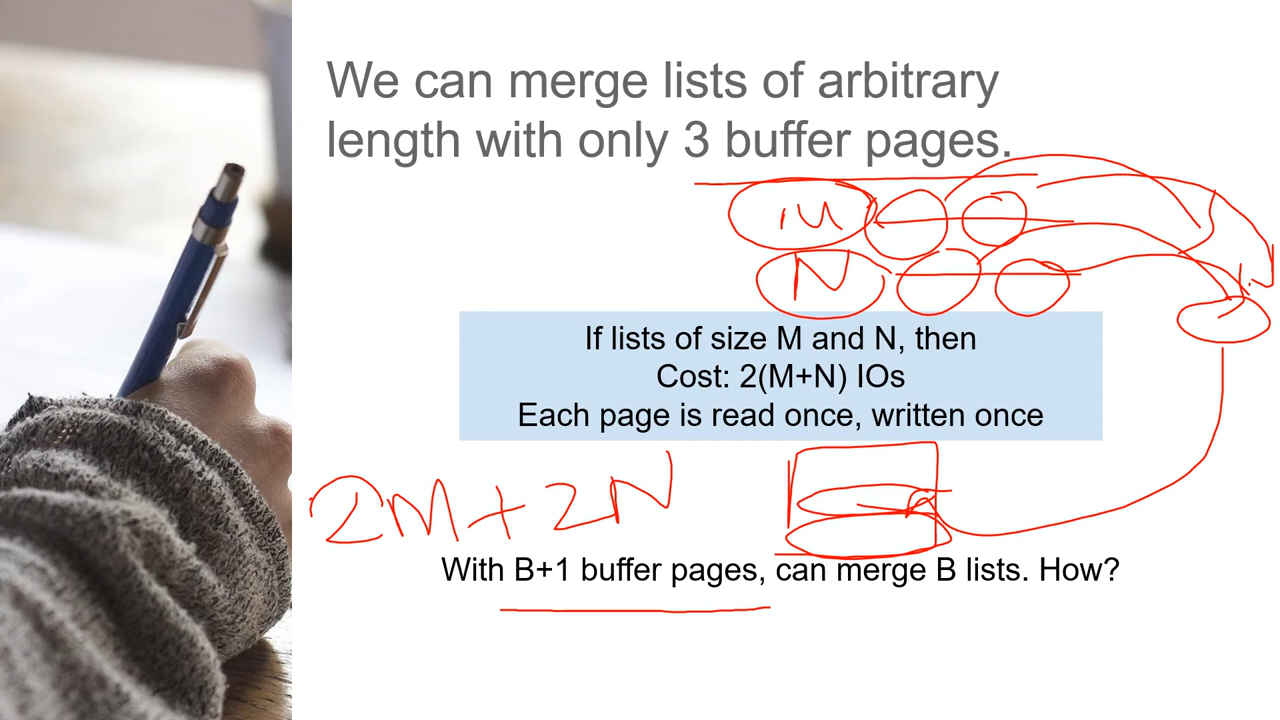 We can merge lists of arbitrary
length with only 3 buffer pages.
M
N
If lists of size M and N, then
Cost: 2(M+N) IOs
Each page is read once, written once
2M+2N
With B+1 buffer pages, can merge B lists. How?